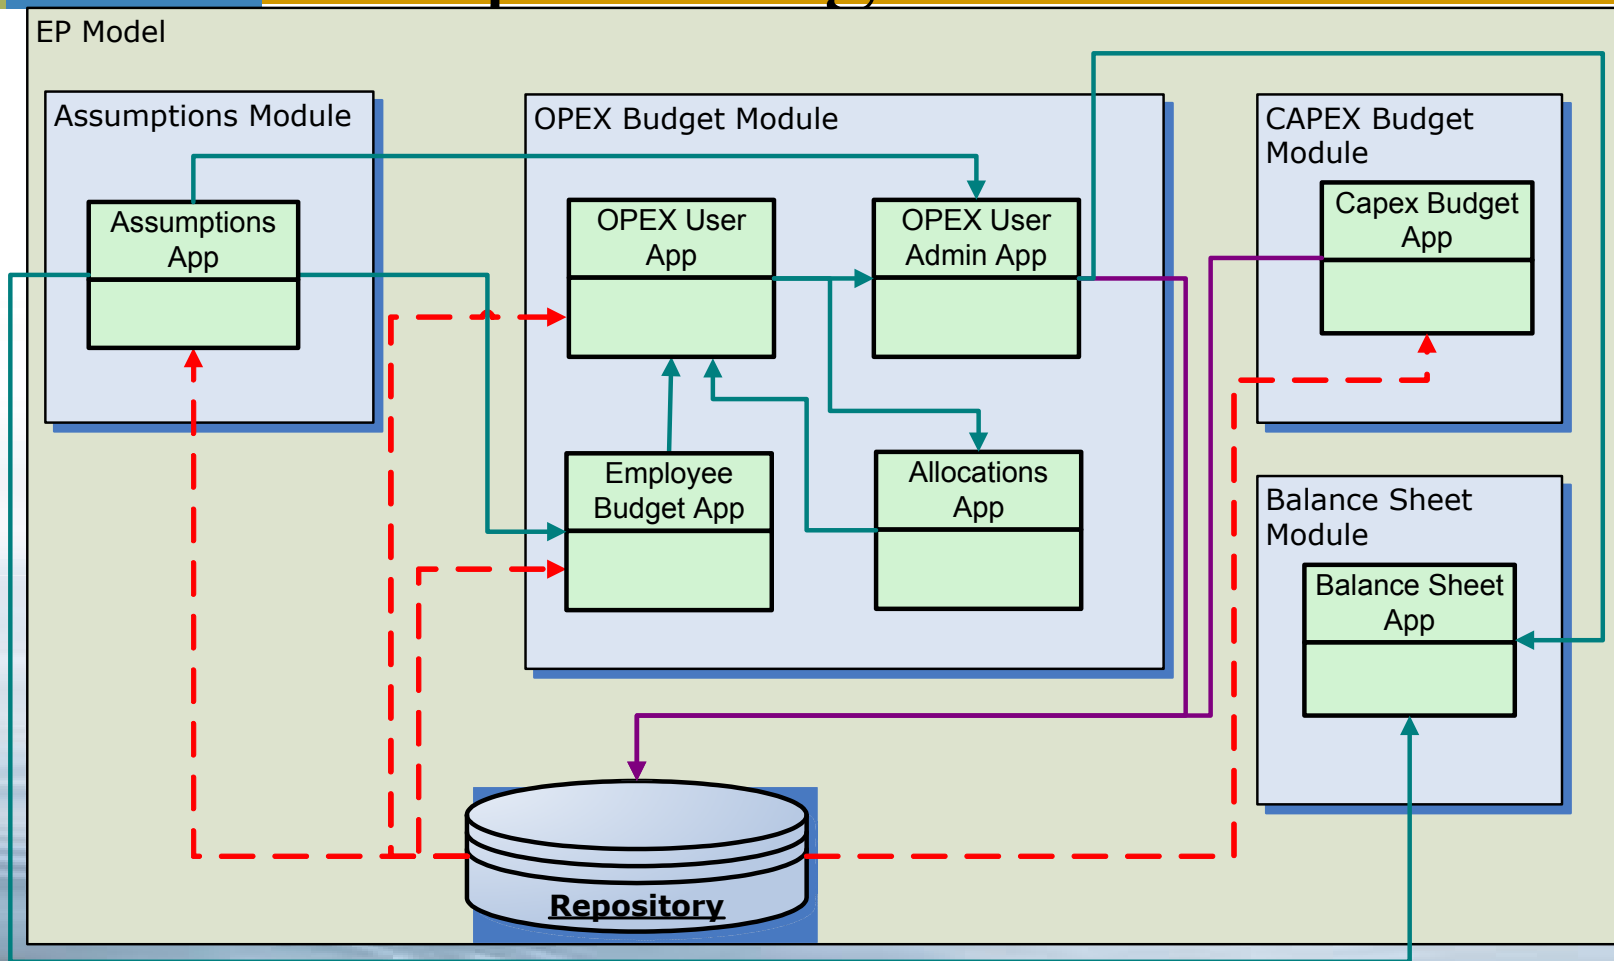 EP Model
Assumptions Module
Assumptions
App
OPEX Budget Module
OPEX User
App
OPEX User
Admin App
Employee
Budget App
Allocations
App
CAPEX Budget
Module
Capex Budget
App
Balance Sheet
Module
Balance Sheet
App
Repository